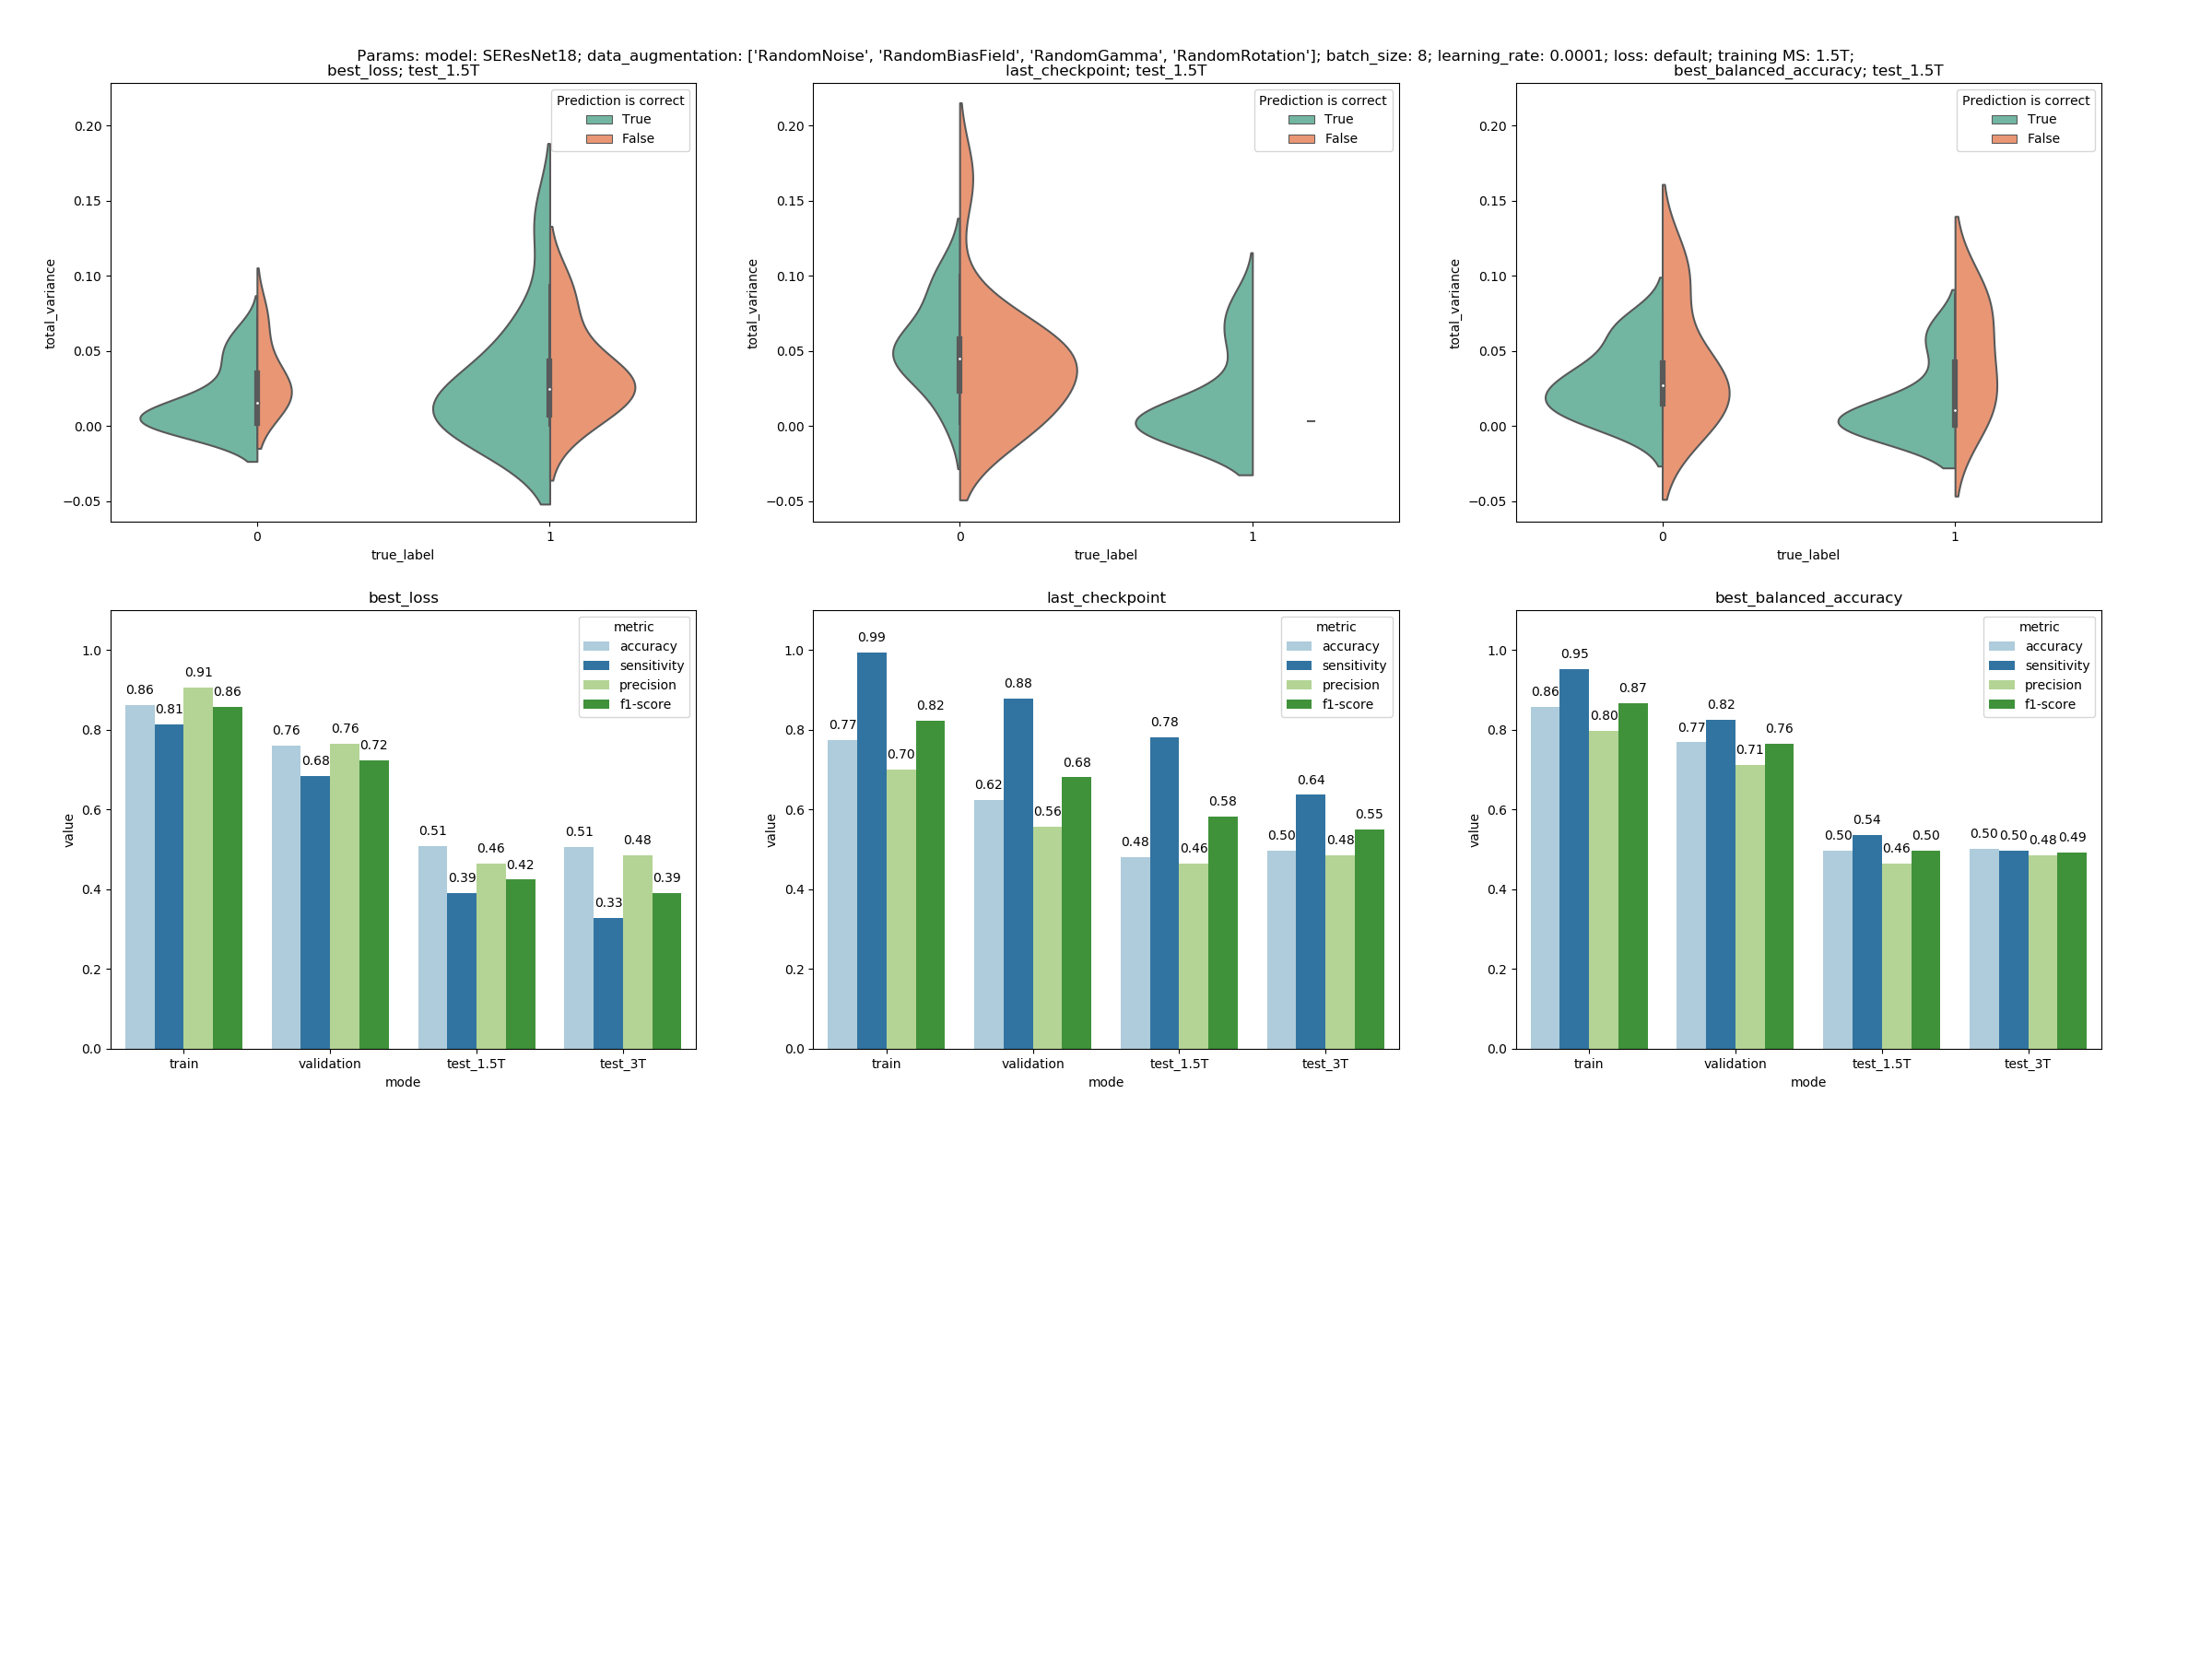 Params: model: SEResNet18; data_augmentation: ['RandomNoise', 'RandomBiasField', 'RandomGamma', 'RandomRotation']; batch_size: 8; learning_rate: 0.0001; loss: default; training MS: 1.5T;
best_loss; test_1.5T
Prediction is correct
True
False
0.20
0.15
0.10
0.05
0.00
−0.05
total_variance
0
1
true_label
last_checkpoint; test_1.5T
Prediction is correct
True
False
0.20
0.15
0.10
0.05
0.00
−0.05
total_variance
0
1
true_label
best_balanced_accuracy; test_1.5T
Prediction is correct
True
False
0.20
0.15
0.10
0.05
0.00
−0.05
total_variance
0
1
true_label
best_loss
metric
accuracy
sensitivity
precision
f1-score
1.0
0.8
0.6
0.4
0.2
0.0
value
0.86
0.81
0.91
0.86
0.76
0.68
0.76
0.72
0.51
0.39
0.46
0.42
0.51
0.33
0.48
0.39
train
validation
test_1.5T
test_3T
mode
last_checkpoint
metric
accuracy
sensitivity
precision
f1-score
1.0
0.8
0.6
0.4
0.2
0.0
value
0.77
0.99
0.70
0.82
0.62
0.88
0.56
0.68
0.48
0.78
0.46
0.58
0.50
0.64
0.48
0.55
train
validation
test_1.5T
test_3T
mode
best_balanced_accuracy
metric
accuracy
sensitivity
precision
f1-score
1.0
0.8
0.6
0.4
0.2
0.0
value
0.86
0.95
0.80
0.87
0.77
0.82
0.71
0.76
0.50
0.54
0.46
0.50
0.50
0.50
0.48
0.49
train
validation
test_1.5T
test_3T
mode